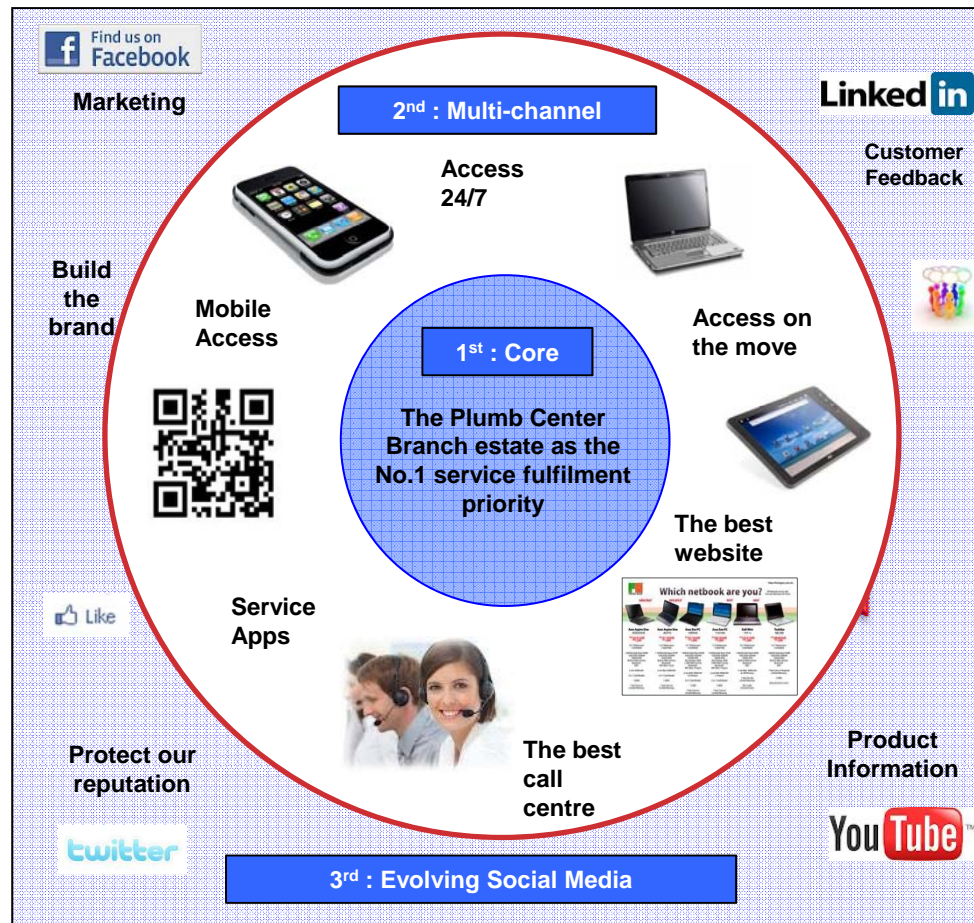 Find us on
Facebook
Marketing
2nd : Multi-channel
Linked in
Access
24/7
Customer
Feedback
Build
the
brand
Mobile
Access
Access on
the move
1st : Core
The Plumb Center
Branch estate as the
No.1 service fulfilment
priority
The best
website
Which netbook are you?
Like
Service
Apps
Protect our
reputation
The best
call
centre
Product
Information
twitter
YouTube TM
3rd : Evolving Social Media